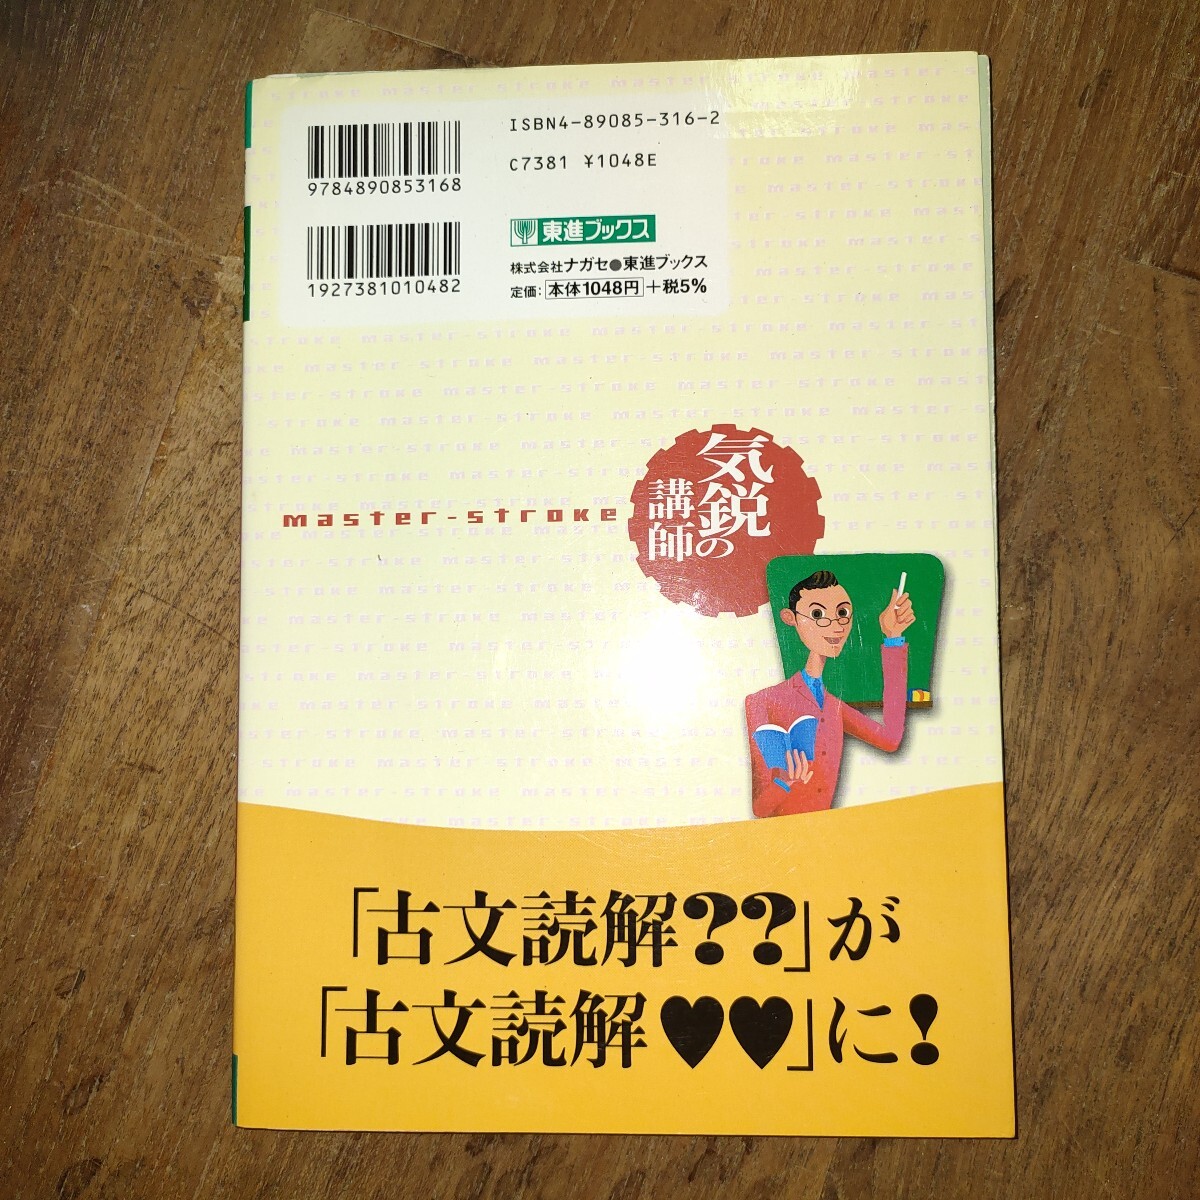 ISBN4-89085-316-2
C7381 ¥1048E
9784890853168
1927381010482
東進ブックス
株式会社ナガセ●東進ブックス
定価: 本体1048円 +税5%
気鋭の
講師
master-stroke
「古文読解??」が
「古文読解♥♥」に!